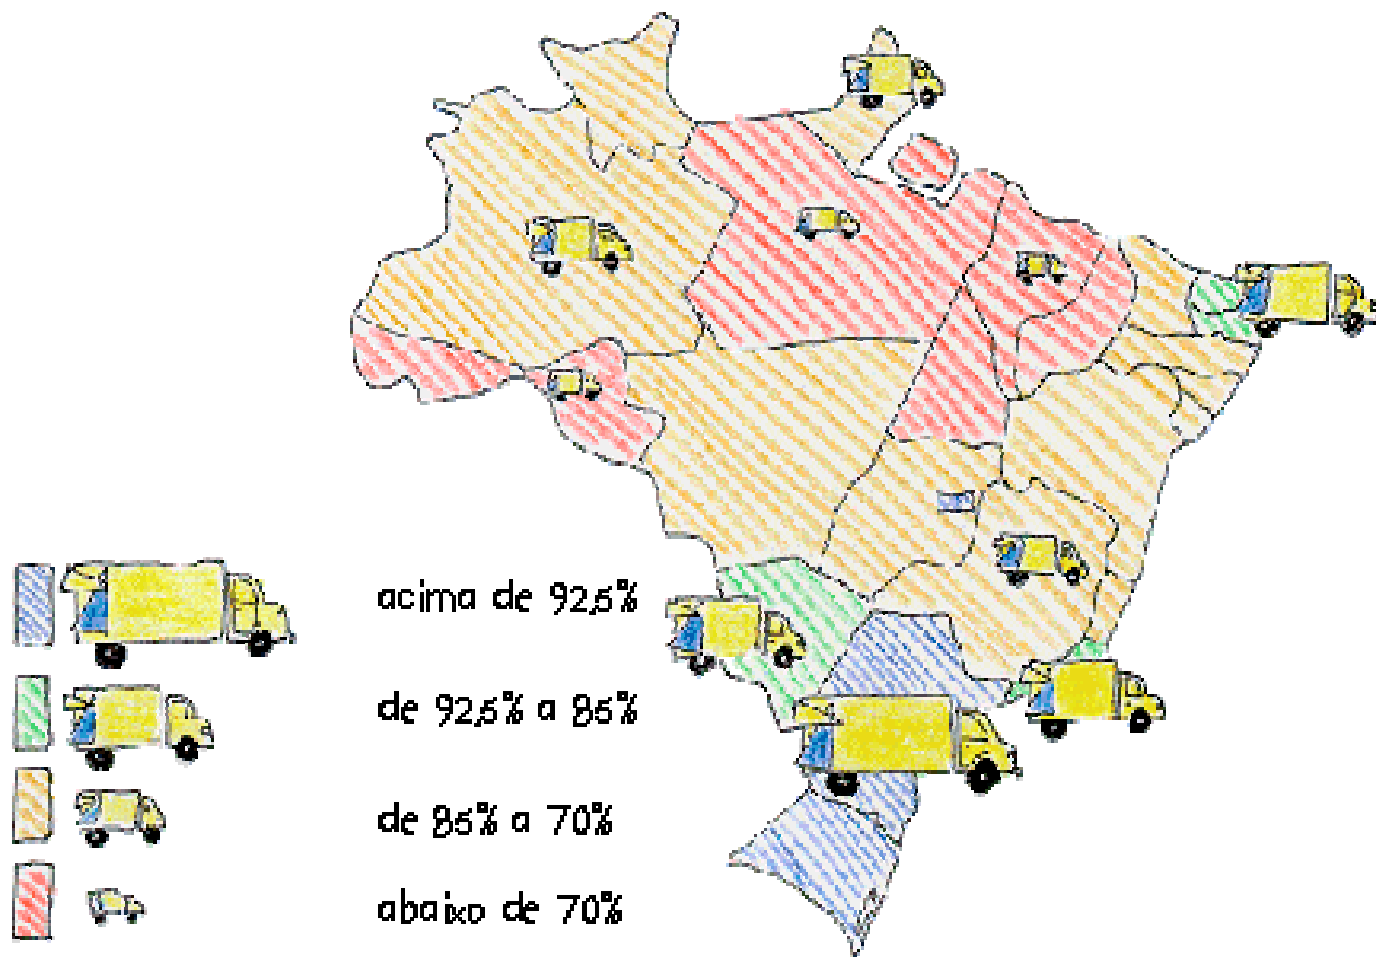 acima de 92,5%
de 92,5% a 85%
de 85% a 70%
abaixo de 70%